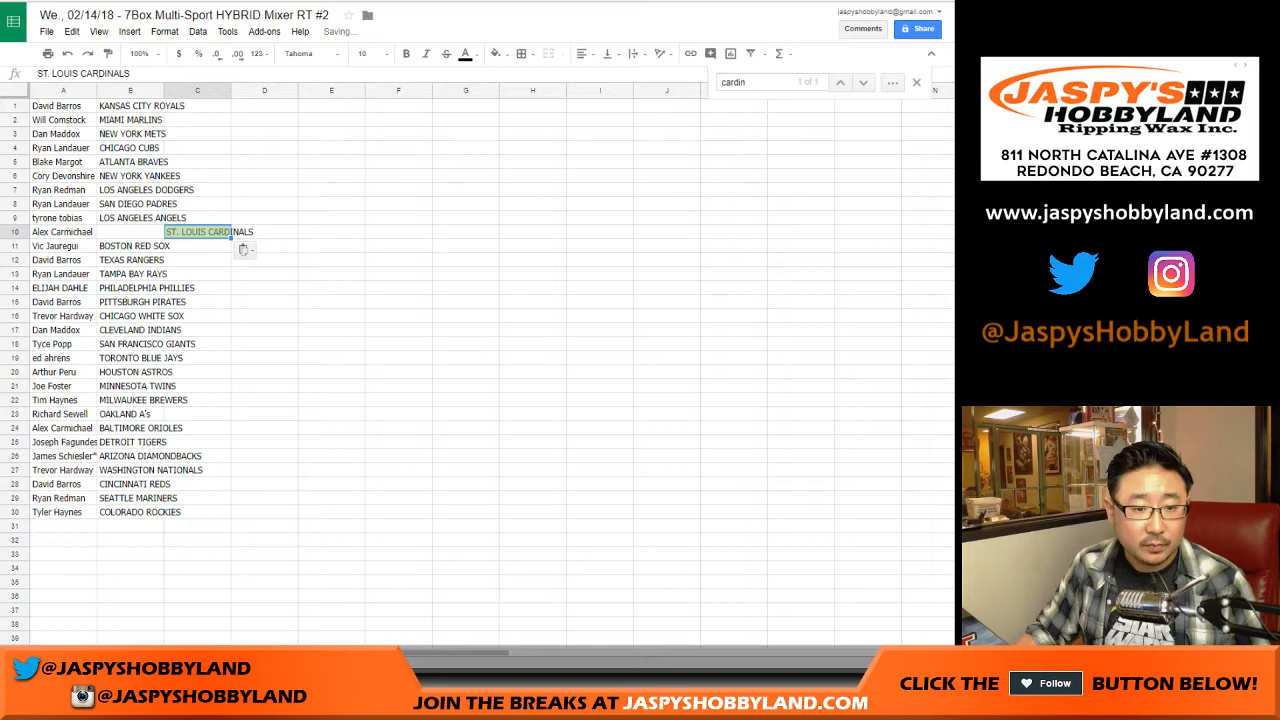 We., 02/14/18 - 7Box Multi-Sport HYBRID Mixer RT #2
jaspyshobbyland@gmail.com
File Edit View Insert Format Data Tools Add-ons Help Saving...
Comments
Share
100% $ % .0 .00 123 Tahoma 10
fx ST. LOUIS CARDINALS
cardin 1 of 1
A B C D E F G H I J N
1 David Barros KANSAS CITY ROYALS
2 Will Comstock MIAMI MARLINS
3 Dan Maddox NEW YORK METS
4 Ryan Landauer CHICAGO CUBS
5 Blake Margot ATLANTA BRAVES
6 Cory Devonshire NEW YORK YANKEES
7 Ryan Redman LOS ANGELES DODGERS
8 Ryan Landauer SAN DIEGO PADRES
9 tyrone tobias LOS ANGELES ANGELS
10 Alex Carmichael ST. LOUIS CARDINALS
11 Vic Jauregui BOSTON RED SOX
12 David Barros TEXAS RANGERS
13 Ryan Landauer TAMPA BAY RAYS
14 ELIJAH DAHLE PHILADELPHIA PHILLIES
15 David Barros PITTSBURGH PIRATES
16 Trevor Hardway CHICAGO WHITE SOX
17 Dan Maddox CLEVELAND INDIANS
18 Tyce Popp SAN FRANCISCO GIANTS
19 ed ahrens TORONTO BLUE JAYS
20 Arthur Peru HOUSTON ASTROS
21 Joe Foster MINNESOTA TWINS
22 Tim Haynes MILWAUKEE BREWERS
23 Richard Sewell OAKLAND A's
24 Alex Carmichael BALTIMORE ORIOLES
25 Joseph Fagundes DETROIT TIGERS
26 James Schiesler* ARIZONA DIAMONDBACKS
27 Trevor Hardway WASHINGTON NATIONALS
28 David Barros CINCINNATI REDS
29 Ryan Redman SEATTLE MARINERS
30 Tyler Haynes COLORADO ROCKIES
31
32
33
34
35
36
37
38
39
JASPY'S
HOBBYLAND
Ripping Wax Inc.
811 NORTH CATALINA AVE #1308
REDONDO BEACH, CA 90277
www.jaspyshobbyland.com
@JaspysHobbyLand
@JASPYSHOBBYLAND
@JASPYSHOBBYLAND
JOIN THE BREAKS AT JASPYSHOBBYLAND.COM
CLICK THE Follow BUTTON BELOW!